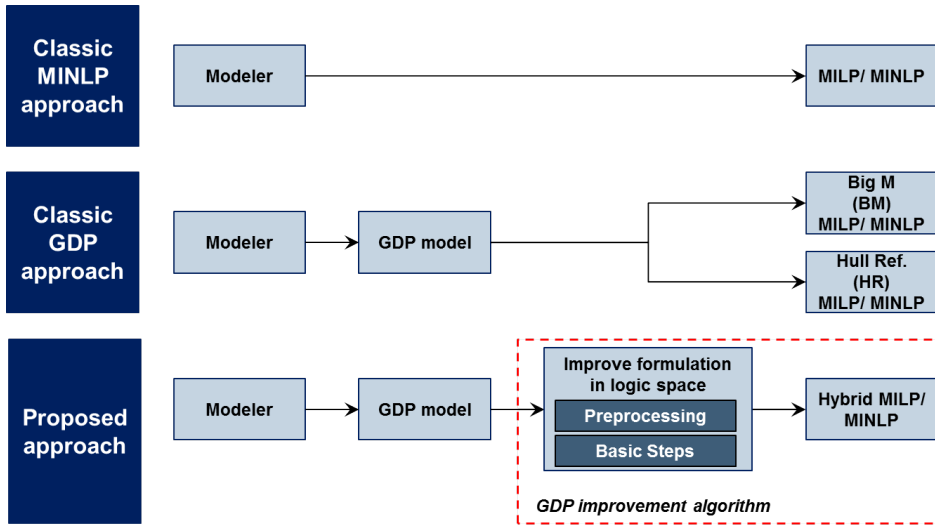 Classic
MINLP
approach
Modeler
MILP/ MINLP
Classic
GDP
approach
Modeler
GDP model
Big M
(BM)
MILP/ MINLP
Hull Ref.
(HR)
MILP/ MINLP
Proposed
approach
Modeler
GDP model
Improve formulation
in logic space
Preprocessing
Basic Steps
Hybrid MILP/
MINLP
GDP improvement algorithm